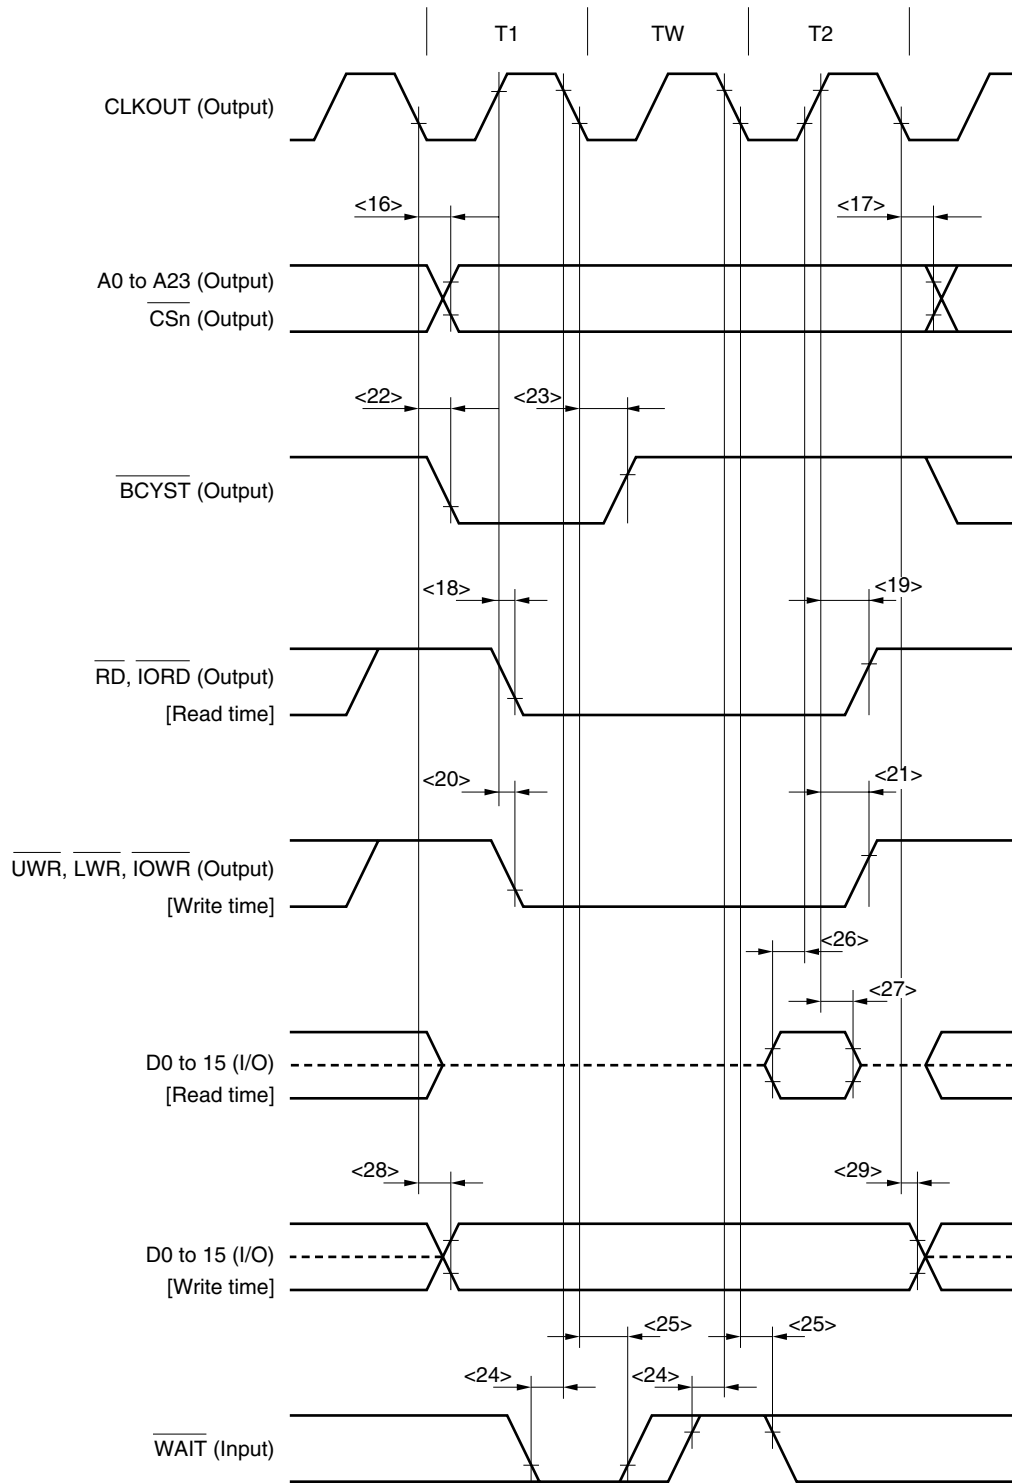 T1 TW T2
CLKOUT (Output)
<16> <17>
A0 to A23 (Output)
CSn (Output)
<22> <23>
BCYST (Output)
<18> <19>
RD, IORD (Output)
[Read time]
<20> <21>
UWR, LWR, IOWR (Output)
[Write time]
<26>
<27>
D0 to 15 (I/O)
[Read time]
<28> <29>
D0 to 15 (I/O)
[Write time]
<25> <25>
<24> <24>
WAIT (Input)